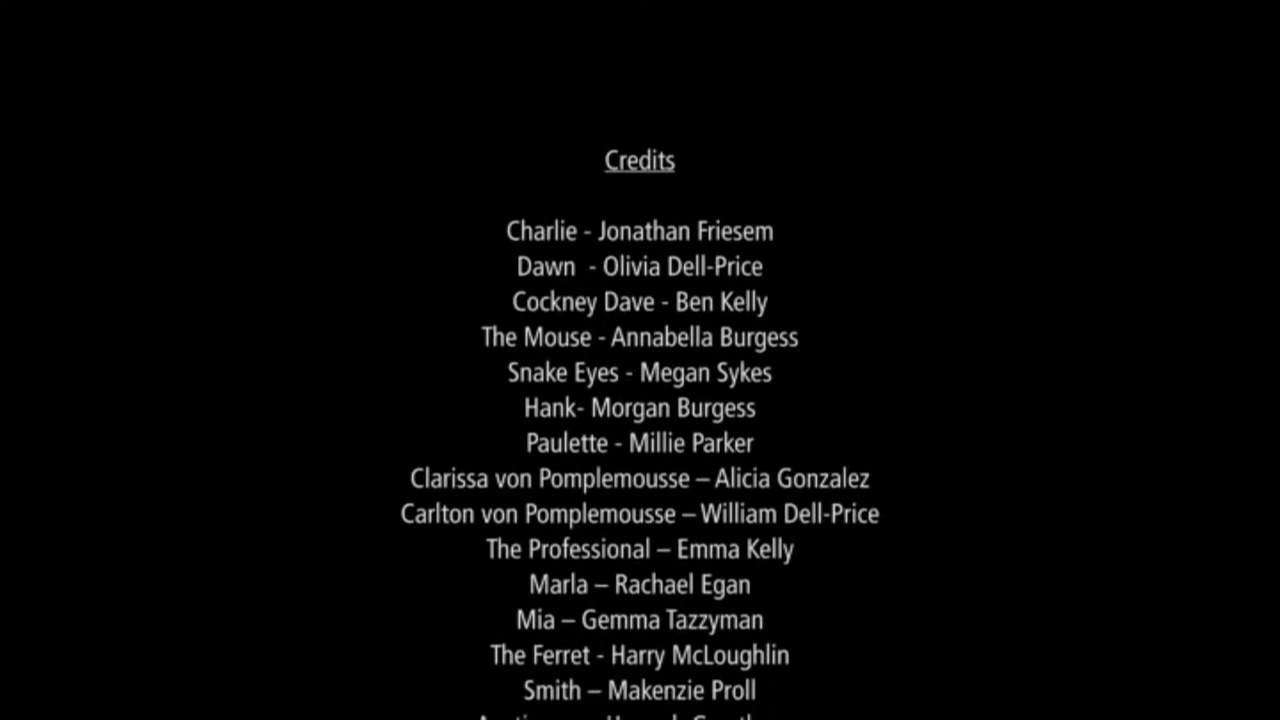 Credits
Charlie - Jonathan Friesem
Dawn  - Olivia Dell-Price
Cockney Dave - Ben Kelly
The Mouse - Annabella Burgess
Snake Eyes - Megan Sykes
Hank- Morgan Burgess
Paulette - Millie Parker
Clarissa von Pomplemousse – Alicia Gonzalez
Carlton von Pomplemousse – William Dell-Price
The Professional – Emma Kelly
Marla – Rachael Egan
Mia – Gemma Tazzyman
The Ferret - Harry McLoughlin
Smith – Makenzie Proll